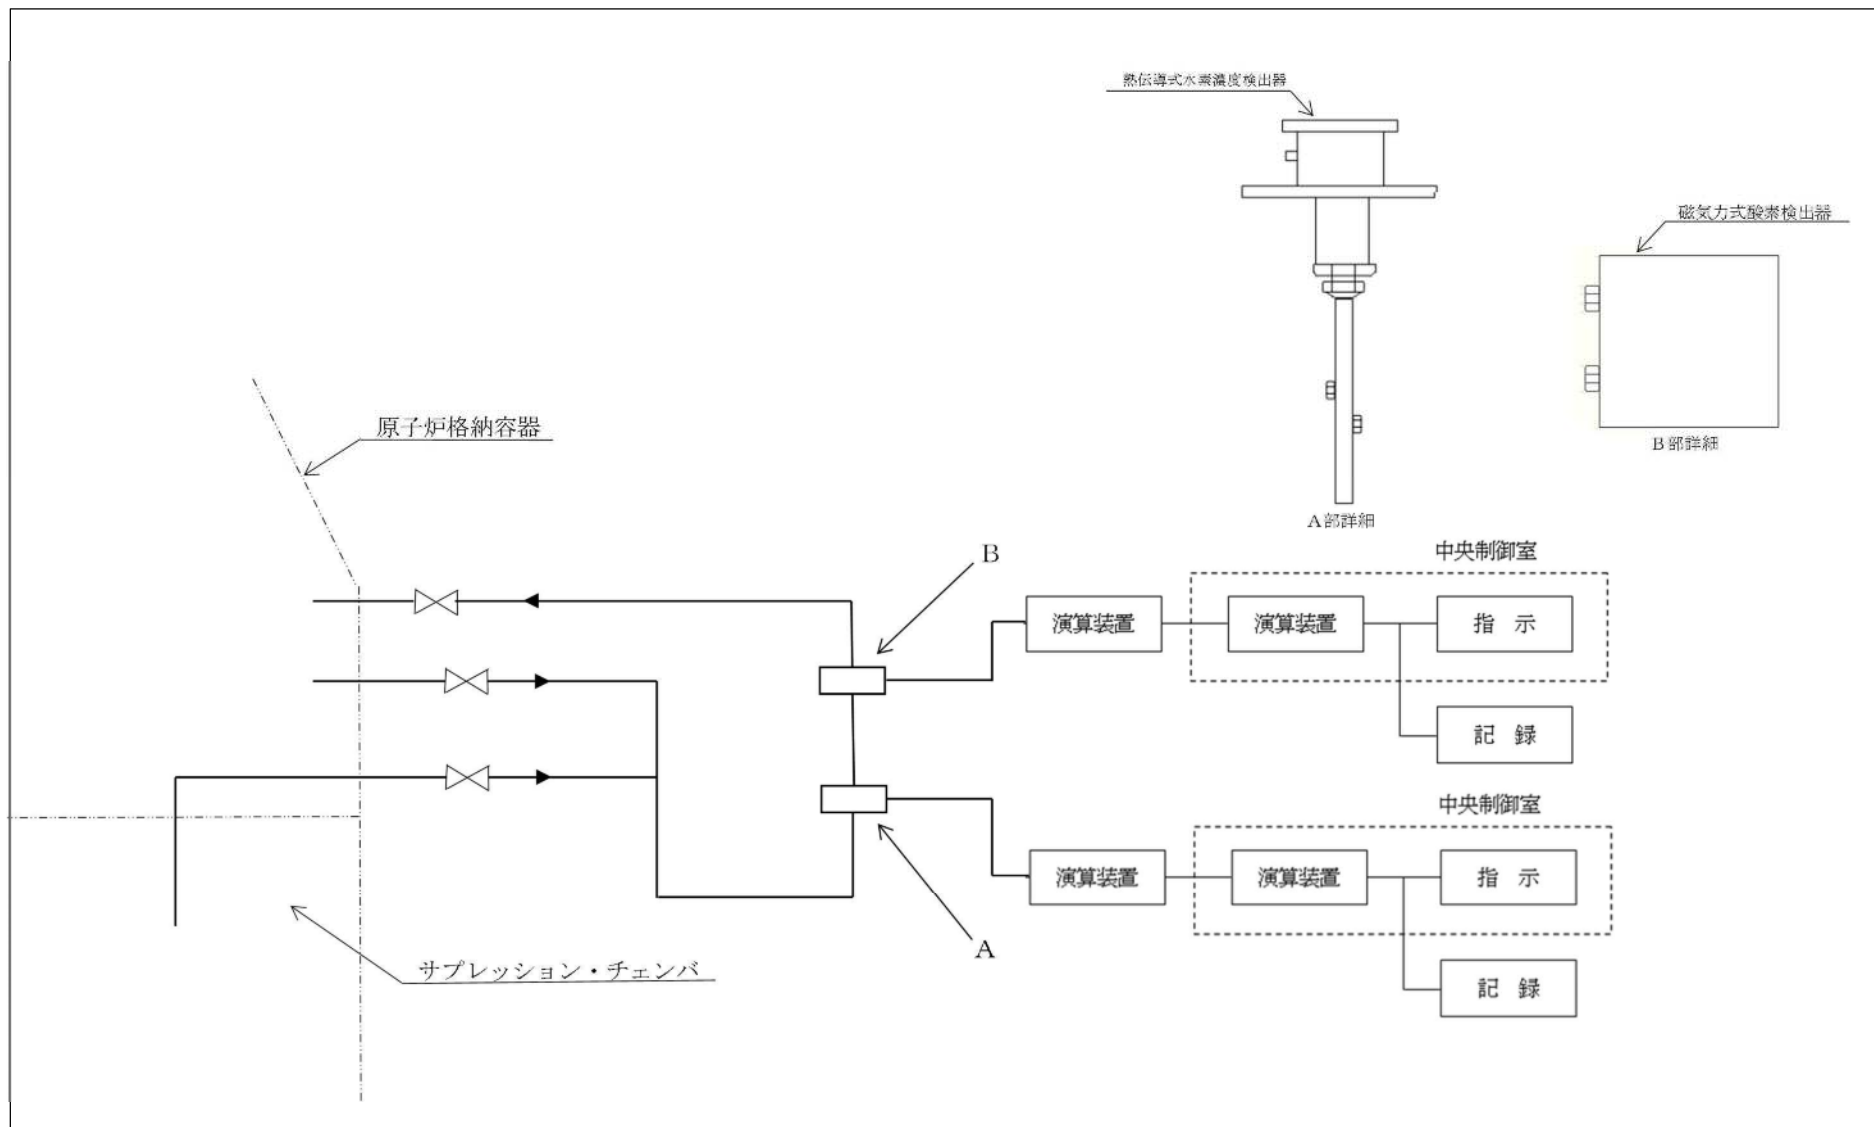 熱伝導式水素濃度検出器
磁気力式酸素検出器
B部詳細
A部詳細
原子炉格納容器
B
中央制御室
演算装置
演算装置
指 示
記 録
中央制御室
演算装置
演算装置
指 示
記 録
A
サプレッション・チェンバ